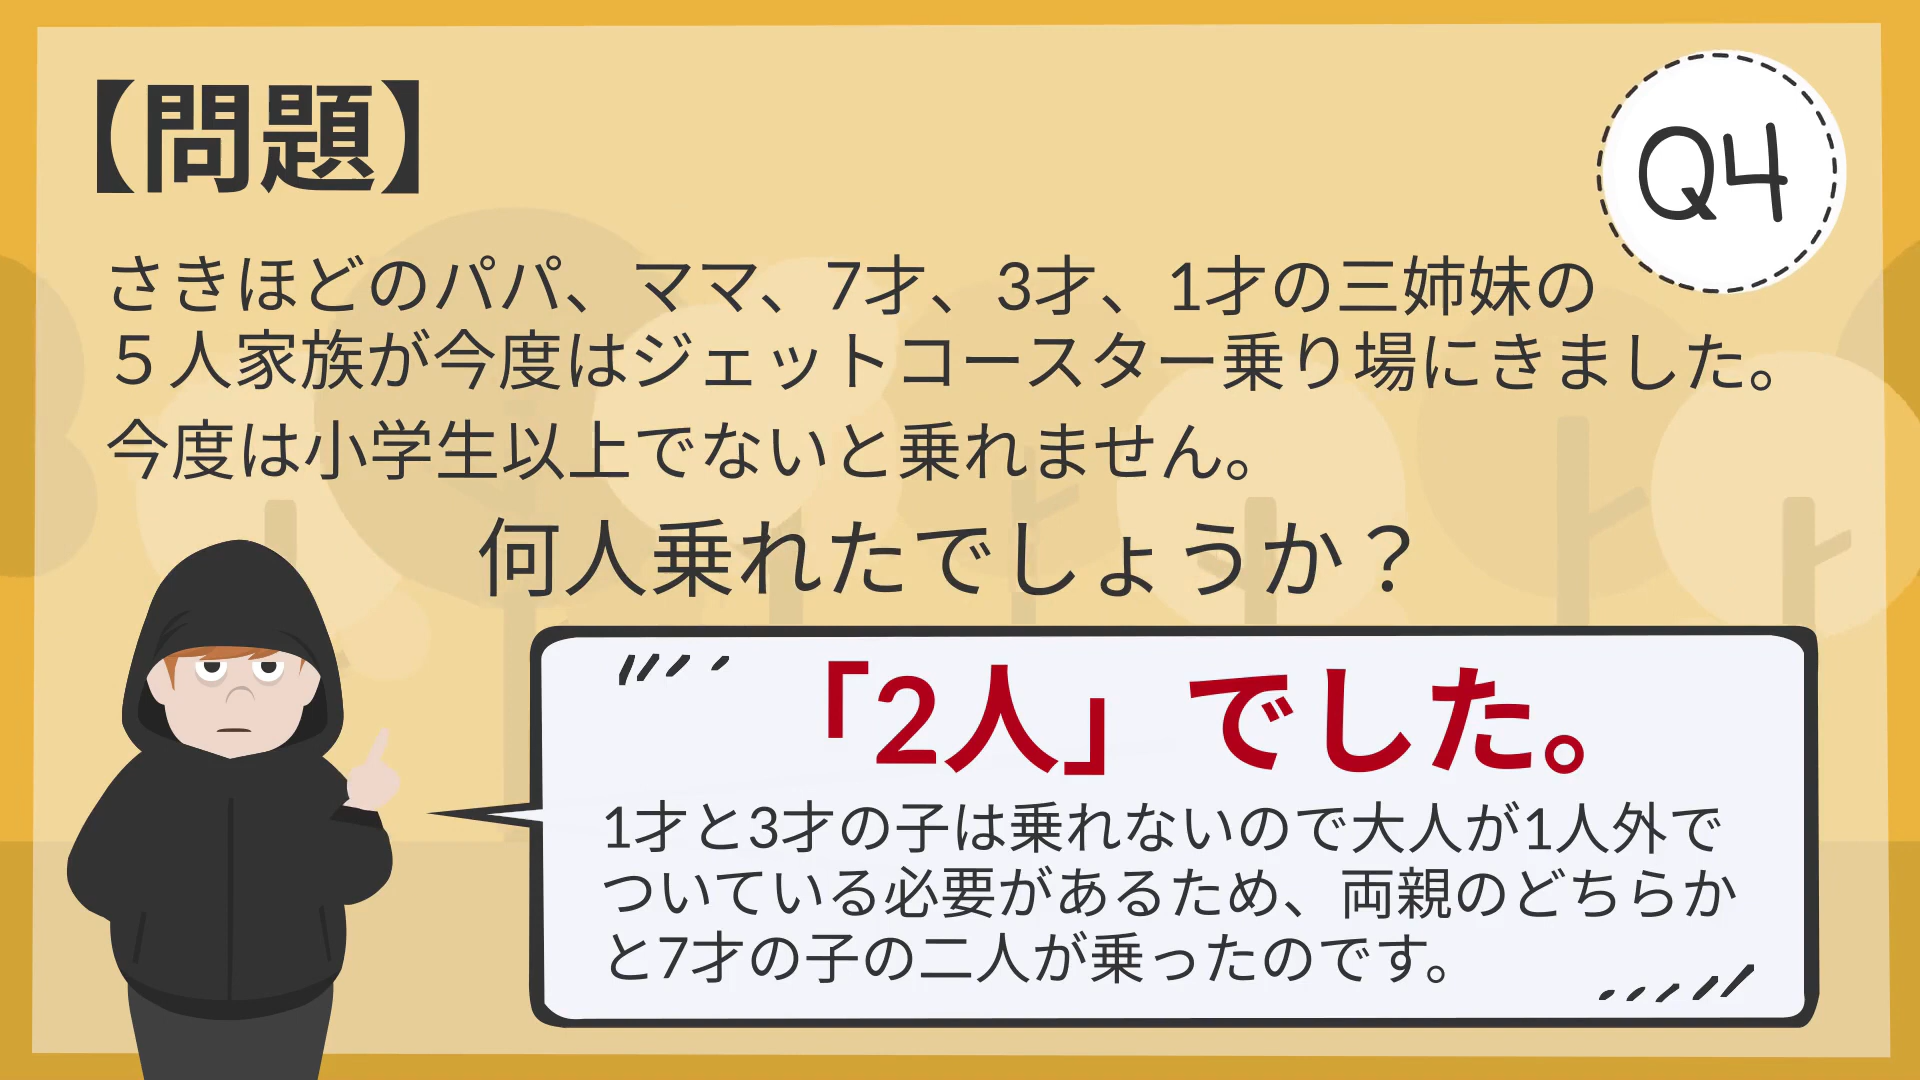 【問題】
Q4
さきほどのパパ、ママ、7才、3才、1才の三姉妹の
５人家族が今度はジェットコースター乗り場にきました。
今度は小学生以上でないと乗れません。
何人乗れたでしょうか？
「2人」でした。
1才と3才の子は乗れないので大人が1人外で
ついている必要があるため、両親のどちらか
と7才の子の二人が乗ったのです。